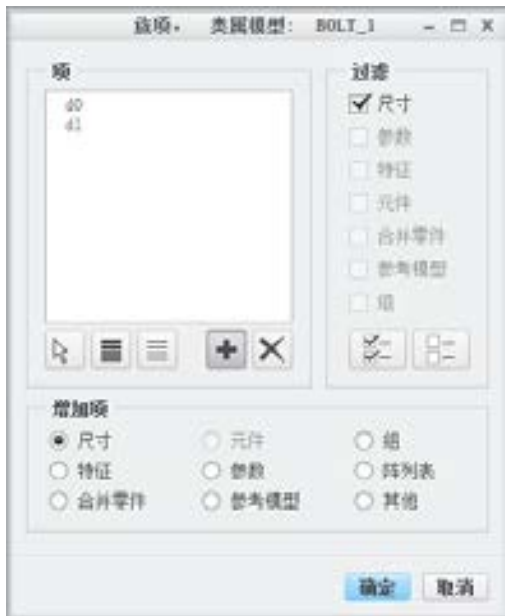 族项, 类属模型: BOLT_1
项
d0
d1
过滤
尺寸
参数
特征
元件
合并零件
参考模型
组
增加项
尺寸 元件 组
特征 参数 阵列表
合并零件 参考模型 其他
确定 取消